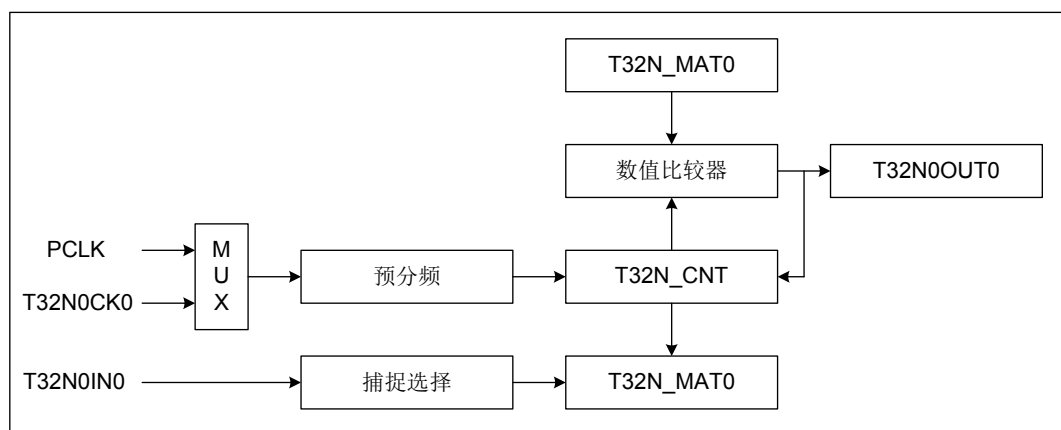 T32N_MAT0
数值比较器
T32N0OUT0
PCLK
M
U
X
预分频
T32N_CNT
T32N0CK0
T32N0IN0
捕捉选择
T32N_MAT0